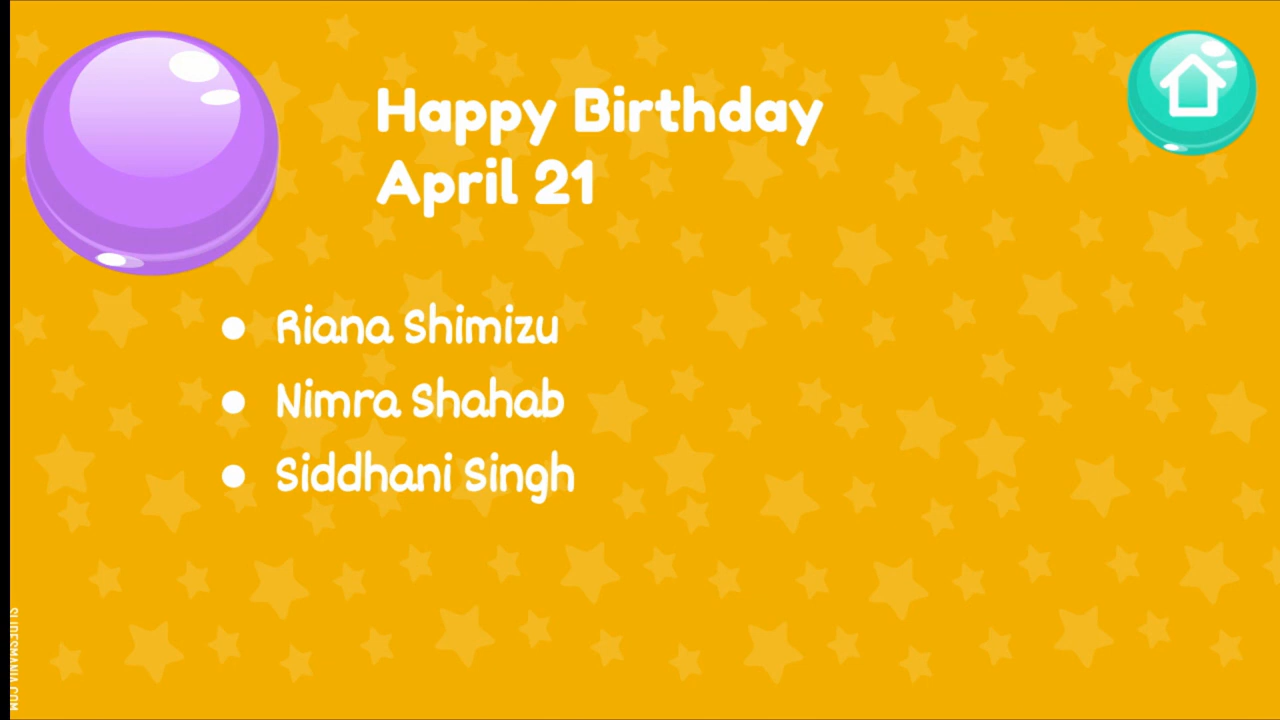 Happy Birthday
April 21
Riana Shimizu
Nimra Shahab
Siddhani Singh
SLIDESMANIA.COM